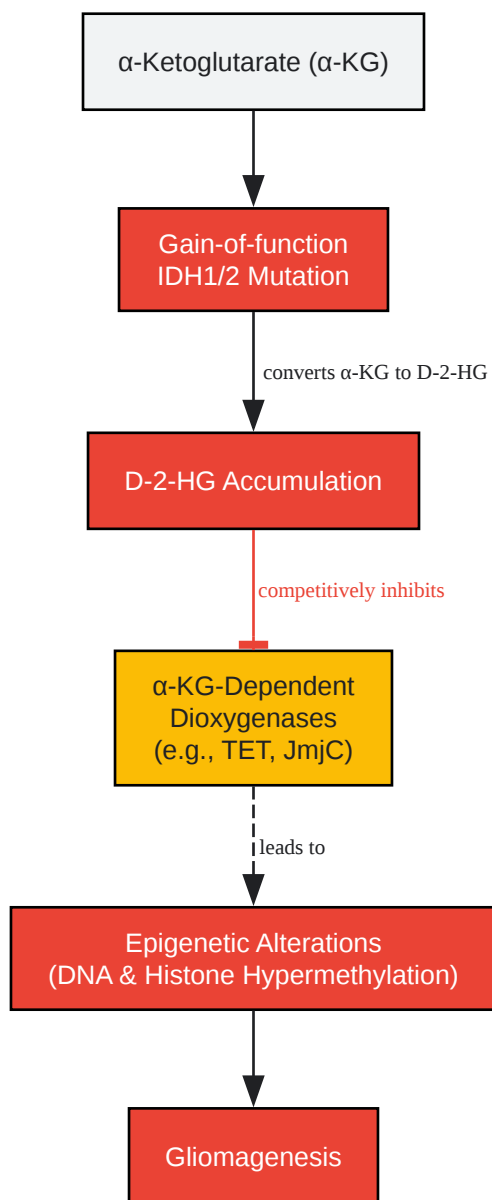 α-Ketoglutarate (α-KG)
Gain-of-function
IDH1/2 Mutation
converts α-KG to D-2-HG
D-2-HG Accumulation
competitively inhibits
α-KG-Dependent
Dioxygenases
(e.g., TET, JmjC)
leads to
Epigenetic Alterations
(DNA & Histone Hypermethylation)
Gliomagenesis